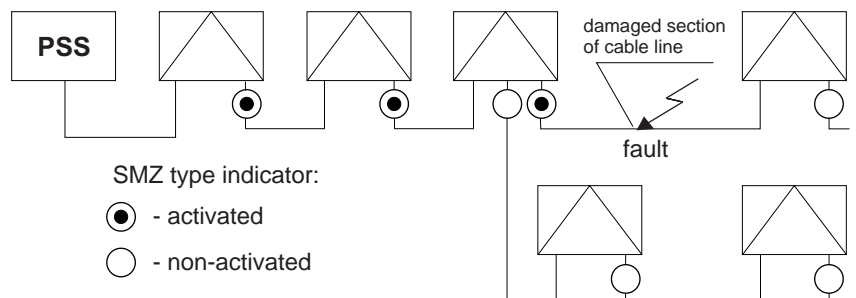 PSS
damaged section
of cable line
fault
SMZ type indicator:
- activated
- non-activated